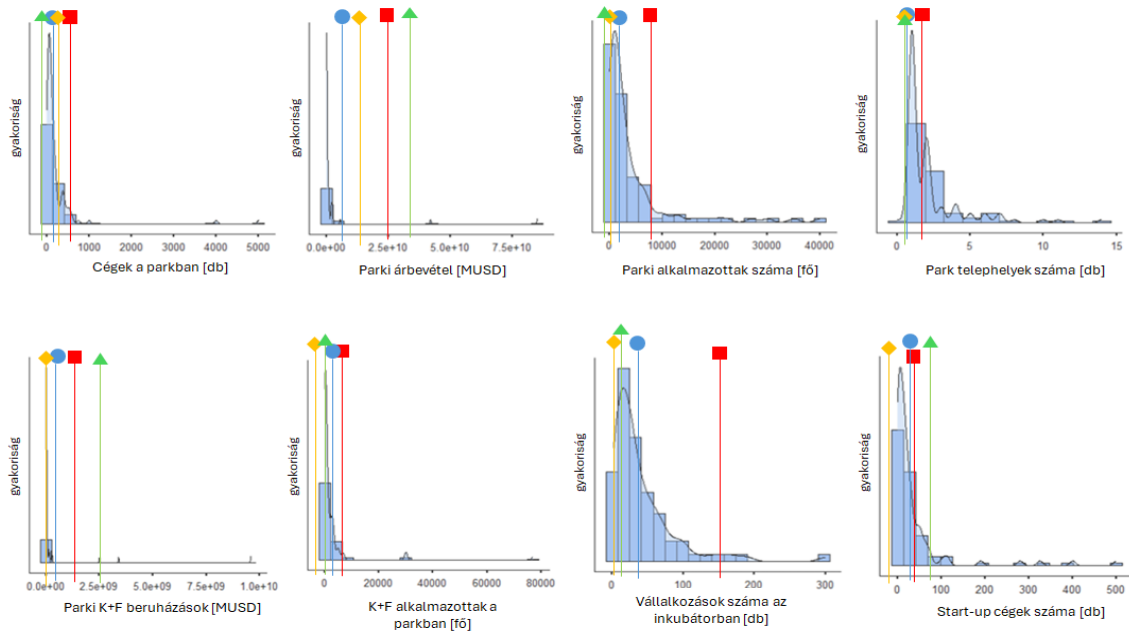 gyakoriság
0
1000
2000
3000
4000
5000
Cégek a parkban [db]
gyakoriság
0.0e+00
2.5e+10
5.0e+10
7.5e+10
Parki árbevétel [MUSD]
gyakoriság
0
10000
20000
30000
40000
Parki alkalmazottak száma [fő]
gyakoriság
0
5
10
15
Park telephelyek száma [db]
gyakoriság
2.5e+09
5.0e+09
7.5e+09
1.0e+10
Parki K+F beruházások [MUSD]
gyakoriság
0
20000
40000
60000
80000
K+F alkalmazottak a
parkban [fő]
gyakoriság
0
100
200
300
Vállalkozások száma az
inkubátorban [db]
gyakoriság
0
100
200
300
400
500
Start-up cégek száma [db]